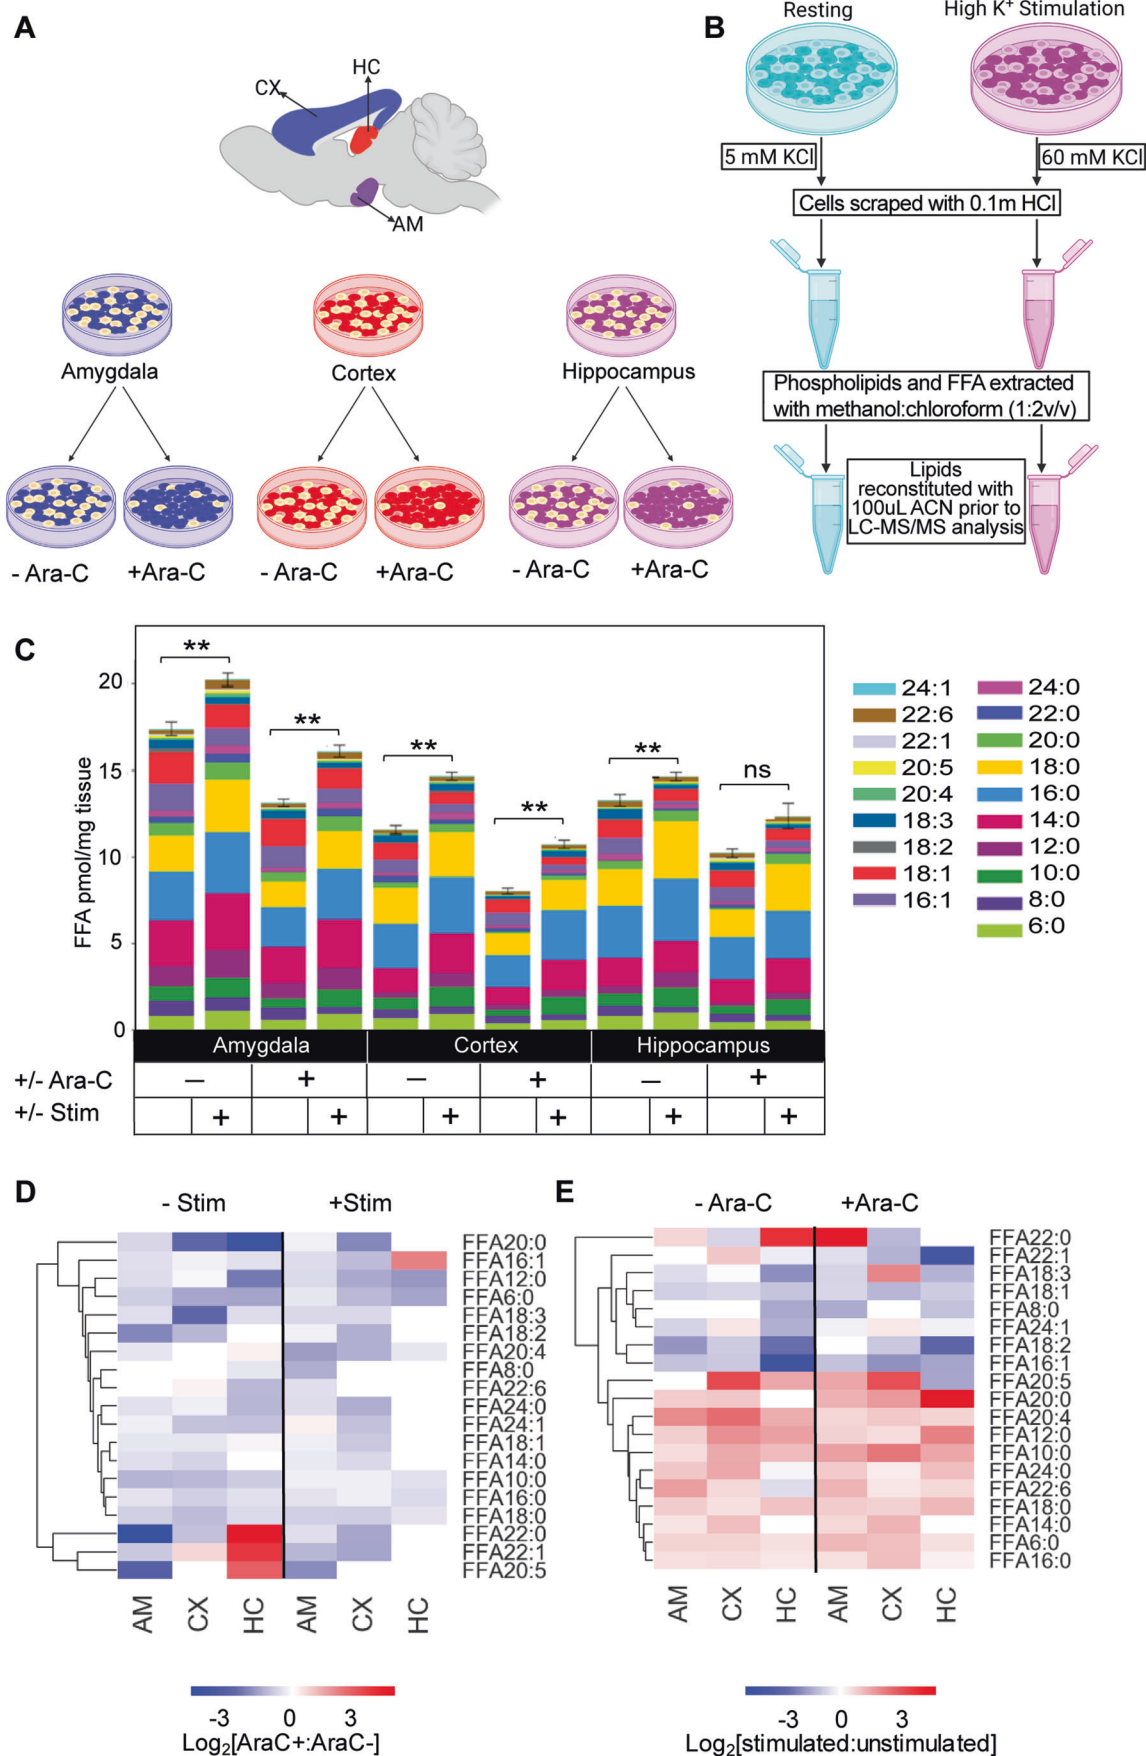 A
CX
HC
AM
Amygdala
Cortex
Hippocampus
- Ara-C
+Ara-C
- Ara-C
+Ara-C
- Ara-C
+Ara-C
B
Resting
High K+ Stimulation
5 mM KCl
60 mM KCl
Cells scraped with 0.1m HCl
Phospholipids and FFA extracted
with methanol:chloroform (1:2v/v)
Lipids
reconstituted with
100uL ACN prior to
LC-MS/MS analysis
C
FFA pmol/mg tissue
20
15
10
5
0
**
**
**
**
**
ns
24:1
22:6
22:1
20:5
20:4
18:3
18:2
18:1
16:1
24:0
22:0
20:0
18:0
16:0
14:0
12:0
10:0
8:0
6:0
Amygdala Cortex Hippocampus
+/- Ara-C – + – + – +
+/- Stim + + + + + +
D
- Stim +Stim
FFA20:0
FFA16:1
FFA12:0
FFA6:0
FFA18:3
FFA18:2
FFA20:4
FFA8:0
FFA22:6
FFA24:0
FFA24:1
FFA18:1
FFA14:0
FFA10:0
FFA16:0
FFA18:0
FFA22:0
FFA22:1
FFA20:5
AM CX HC AM CX HC
-3 0 3
Log2[AraC+:AraC-]
E
- Ara-C +Ara-C
FFA22:0
FFA22:1
FFA18:3
FFA18:1
FFA8:0
FFA24:1
FFA18:2
FFA16:1
FFA20:5
FFA20:0
FFA20:4
FFA12:0
FFA10:0
FFA24:0
FFA22:6
FFA18:0
FFA14:0
FFA6:0
FFA16:0
AM CX HC AM CX HC
-3 0 3
Log2[stimulated:unstimulated]